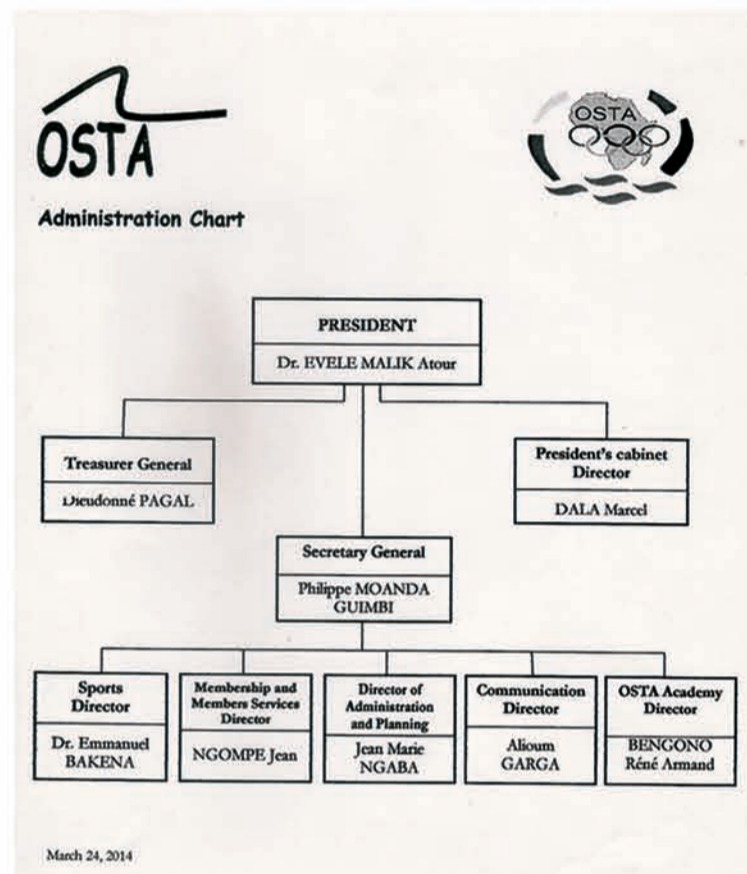 OSTA
OSTA
Administration Chart
PRESIDENT
Dr. EVELE MALIK Atour
Treasurer General
Dieudonné PAGAL
President's cabinet
Director
DALA Marcel
Secretary General
Philippe MOANDA
GUIMBI
Sports
Director
Dr. Emmanuel
BAKENA
Membership and
Members Services
Director
NGOMPE Jean
Director of
Administration
and Planning
Jean Marie
NGABA
Communication
Director
Alioum
GARGA
OSTA Academy
Director
BENGONO
Réné Armand
March 24, 2014